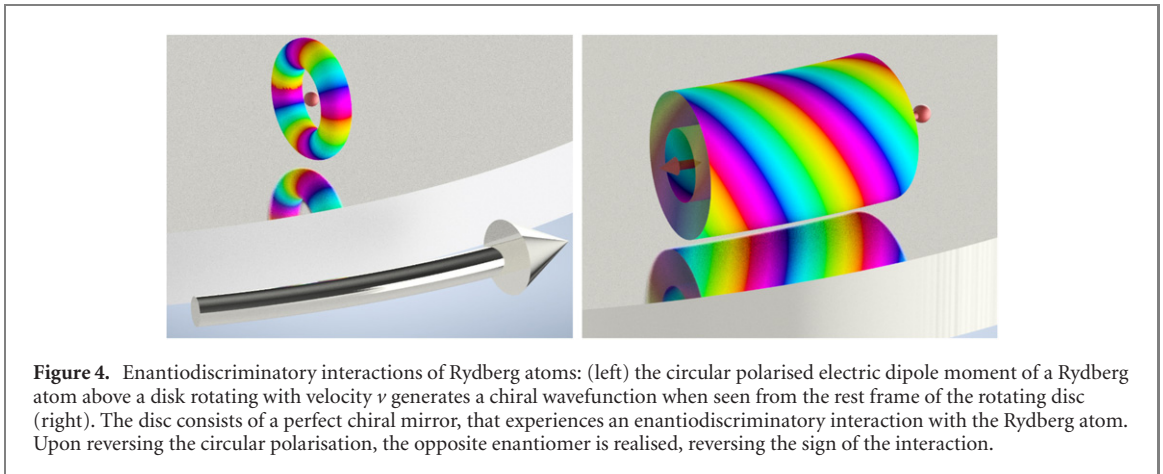 Figure 4. Enantiodiscriminatory interactions of Rydberg atoms: (left) the circular polarised electric dipole moment of a Rydberg
atom above a disk rotating with velocity v generates a chiral wavefunction when seen from the rest frame of the rotating disc
(right). The disc consists of a perfect chiral mirror, that experiences an enantiodiscriminatory interaction with the Rydberg atom.
Upon reversing the circular polarisation, the opposite enantiomer is realised, reversing the sign of the interaction.